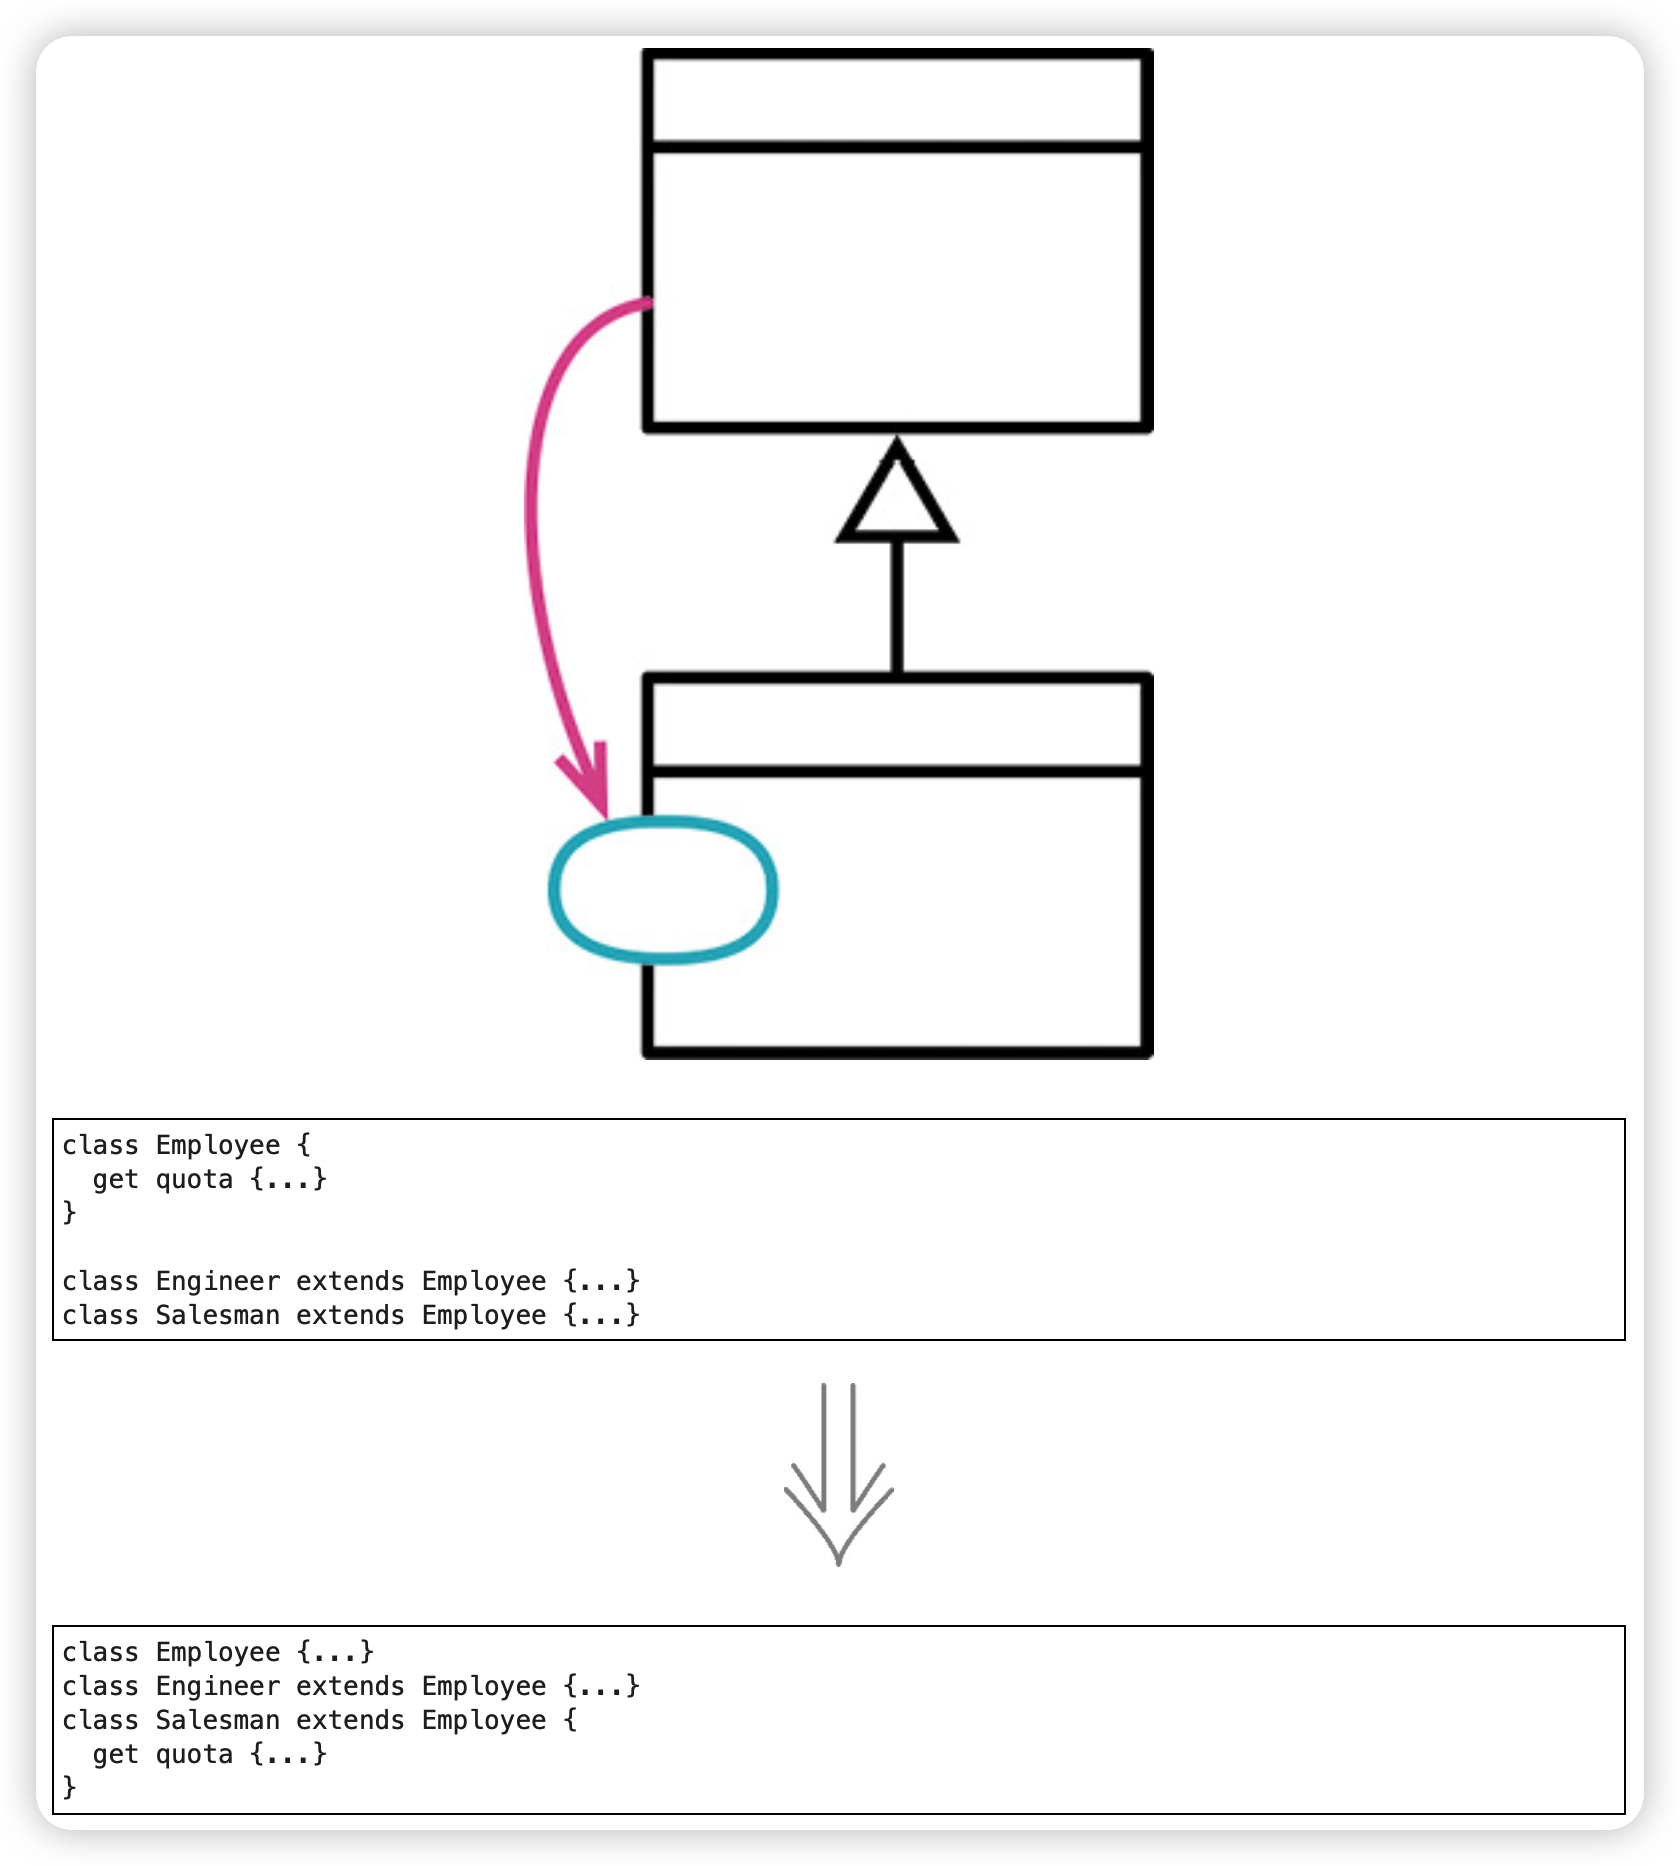 class Employee {
  get quota {...}
}
class Engineer extends Employee {...}
class Salesman extends Employee {...}
class Employee {...}
class Engineer extends Employee {...}
class Salesman extends Employee {
  get quota {...}
}